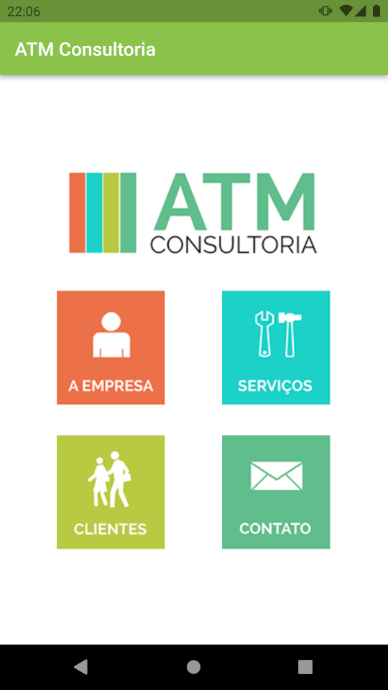 22:06
ATM Consultoria
ATM
CONSULTORIA
A EMPRESA
SERVIÇOS
CLIENTES
CONTATO